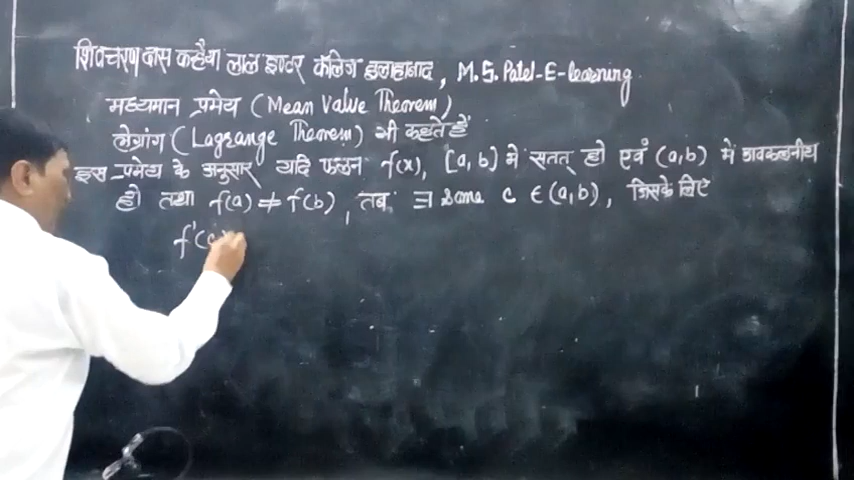 शिवचरण दास कन्हैया लाल इण्टर कॉलेज इलाहाबाद, M.S. Patel-E-learning
मध्यमान प्रमेय (Mean Value Theorem)
लेग्रांग (Lagrange Theorem) भी कहते हैं
इस प्रमेय के अनुसार यदि फलन f(x), [a,b) में सतत् हो एवं (a,b) में अवकलनीय
हो तथा f(a) ≠ f(b), तब ∃ some c ∈ (a,b), जिसके लिए
f'(c)